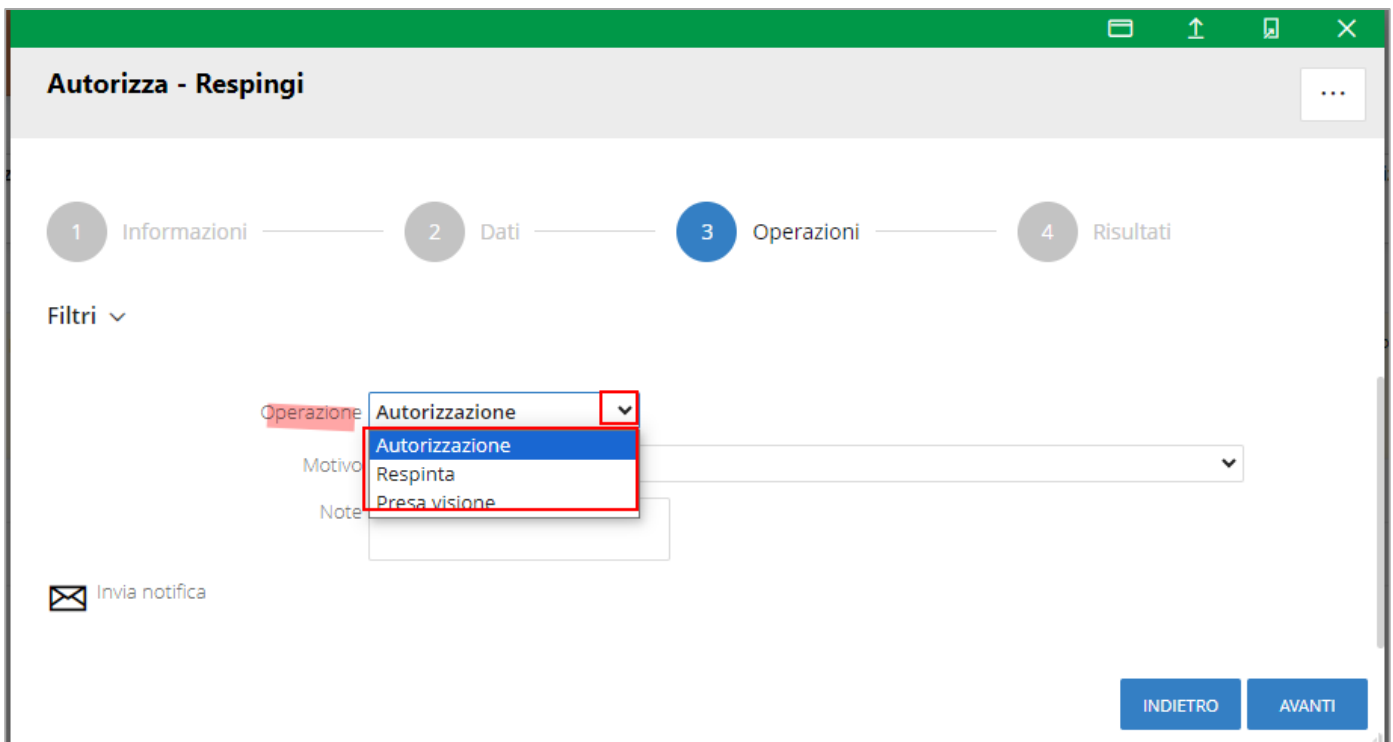 Autorizza - Respingi
...
1 Informazioni 2 Dati 3 Operazioni 4 Risultati
Filtri
Operazione Autorizzazione
Autorizzazione
Motivo
Respinta
Presa visione
Note
Invia notifica
INDIETRO AVANTI